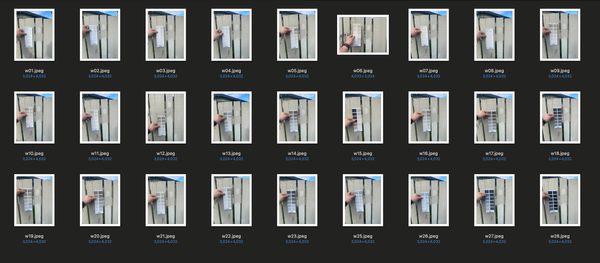 w01.jpeg w02.jpeg w03.jpeg w04.jpeg w05.jpeg w06.jpeg w07.jpeg w08.jpeg w09.jpeg
3,024×4,032 3,024×4,032 3,024×4,032 3,024×4,032 3,024×4,032 3,024×4,032 3,024×4,032 3,024×4,032
w10.jpeg w11.jpeg w12.jpeg w13.jpeg w14.jpeg w15.jpeg w16.jpeg w17.jpeg w18.jpeg
3,024×4,032 3,024×4,032 3,024×4,032 3,024×4,032 3,024×4,032 3,024×4,032 3,024×4,032 3,024×4,032 3,024×4,032
w19.jpeg w20.jpeg w21.jpeg w22.jpeg w23.jpeg w25.jpeg w26.jpeg w27.jpeg w28.jpeg
3,024×4,032 3,024×4,032 3,024×4,032 3,024×4,032 3,024×4,032 3,024×4,032 3,024×4,032 3,024×4,032 3,024×4,032